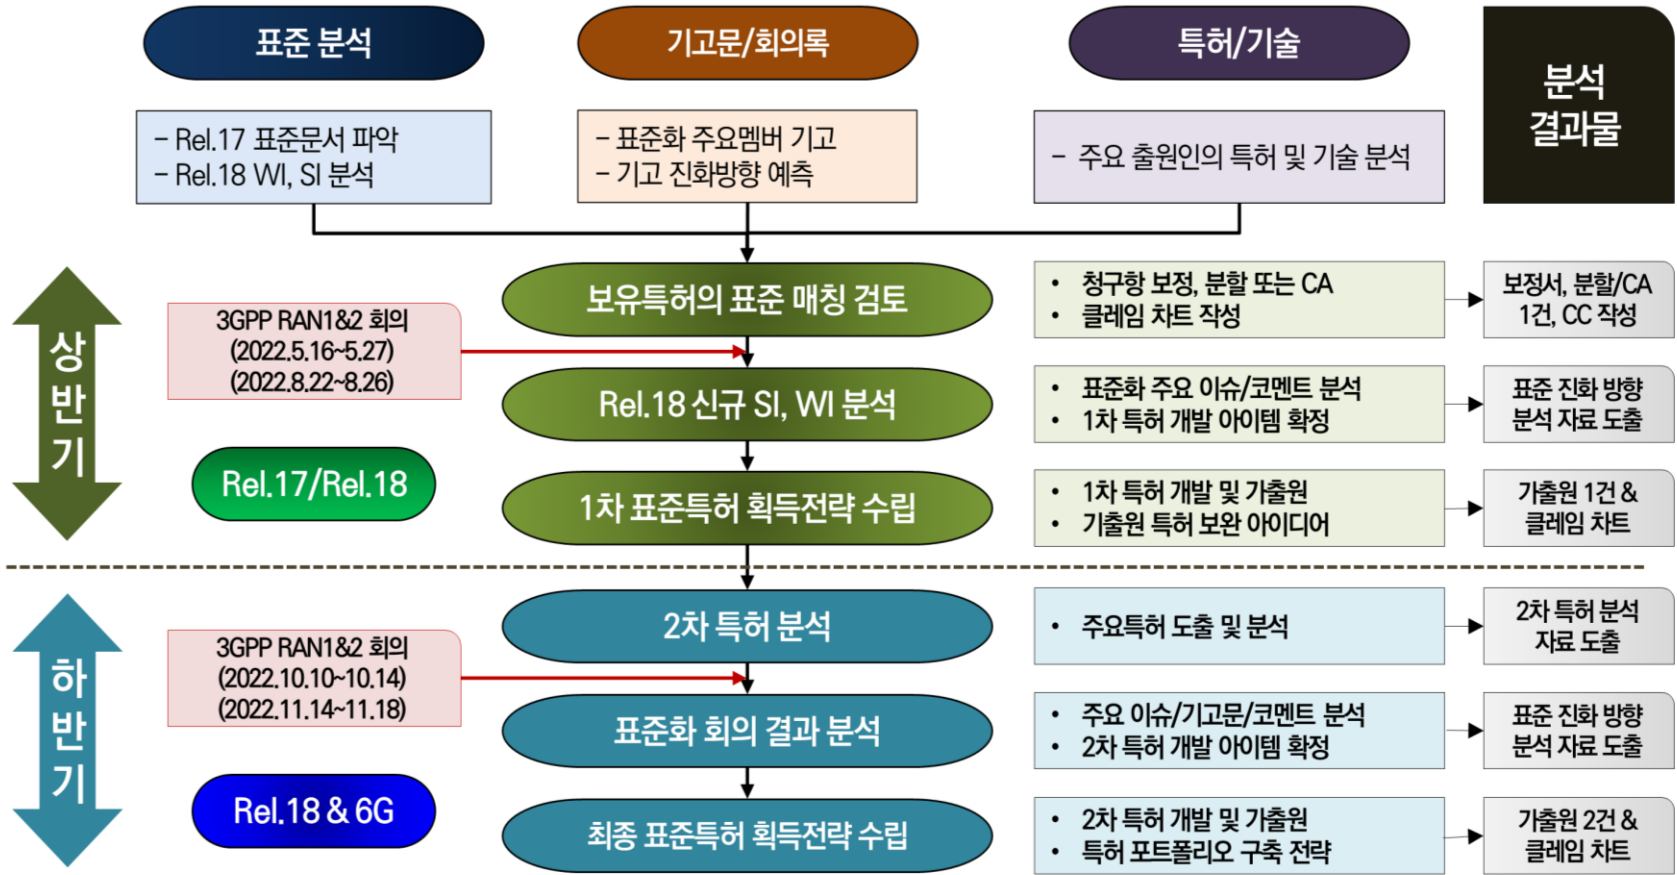 표준 분석
기고문/회의록
특허/기술
분석
결과물
– Rel.17 표준문서 파악
– Rel.18 WI, SI 분석
– 표준화 주요멤버 기고
– 기고 진화방향 예측
– 주요 출원인의 특허 및 기술 분석
상
반
기
3GPP RAN1&2 회의
(2022.5.16~5.27)
(2022.8.22~8.26)
Rel.17/Rel.18
보유특허의 표준 매칭 검토
• 청구항 보정, 분할 또는 CA
• 클레임 차트 작성
보정서, 분할/CA
1건, CC 작성
Rel.18 신규 SI, WI 분석
• 표준화 주요 이슈/코멘트 분석
• 1차 특허 개발 아이템 확정
표준 진화 방향
분석 자료 도출
1차 표준특허 획득전략 수립
• 1차 특허 개발 및 가출원
• 기출원 특허 보완 아이디어
가출원 1건 &
클레임 차트
하
반
기
3GPP RAN1&2 회의
(2022.10.10~10.14)
(2022.11.14~11.18)
Rel.18 & 6G
2차 특허 분석
• 주요특허 도출 및 분석
2차 특허 분석
자료 도출
표준화 회의 결과 분석
• 주요 이슈/기고문/코멘트 분석
• 2차 특허 개발 아이템 확정
표준 진화 방향
분석 자료 도출
최종 표준특허 획득전략 수립
• 2차 특허 개발 및 가출원
• 특허 포트폴리오 구축 전략
가출원 2건 &
클레임 차트